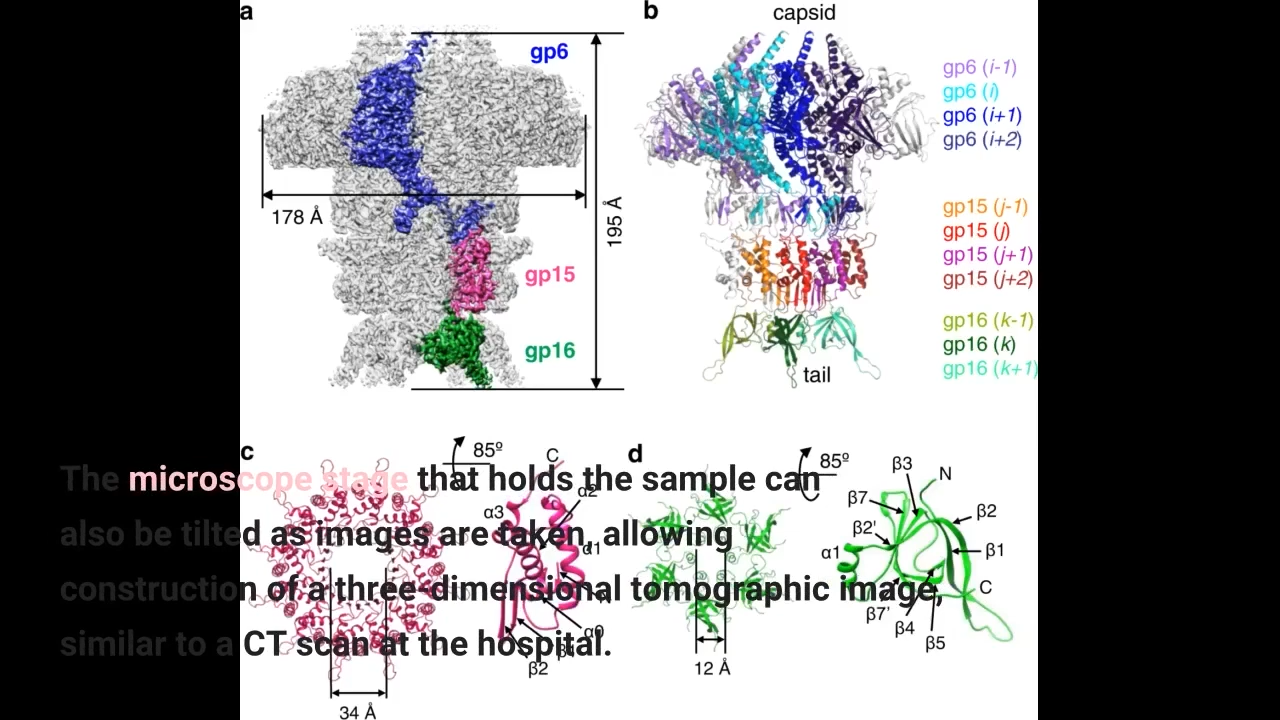 a
gp6
178 Å
195 Å
gp15
gp16
b
capsid
gp6 (i-1)
gp6 (i)
gp6 (i+1)
gp6 (i+2)
gp15 (j-1)
gp15 (j)
gp15 (j+1)
gp15 (j+2)
gp16 (k-1)
gp16 (k)
gp16 (k+1)
tail
c
85º
C
α2
α3
α1
N
α0
β1
β2
34 Å
d
85º
12 Å
β3
N
β7
β2
β2'
α1
β1
C
β7'
β4
β5
The microscope stage that holds the sample can
also be tilted as images are taken, allowing
construction of a three-dimensional tomographic image,
similar to a CT scan at the hospital.